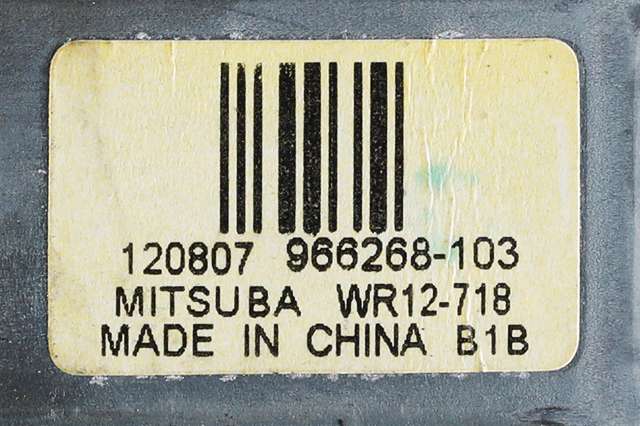 120807 966268-103
MITSUBA WR12-718
MADE IN CHINA B1B